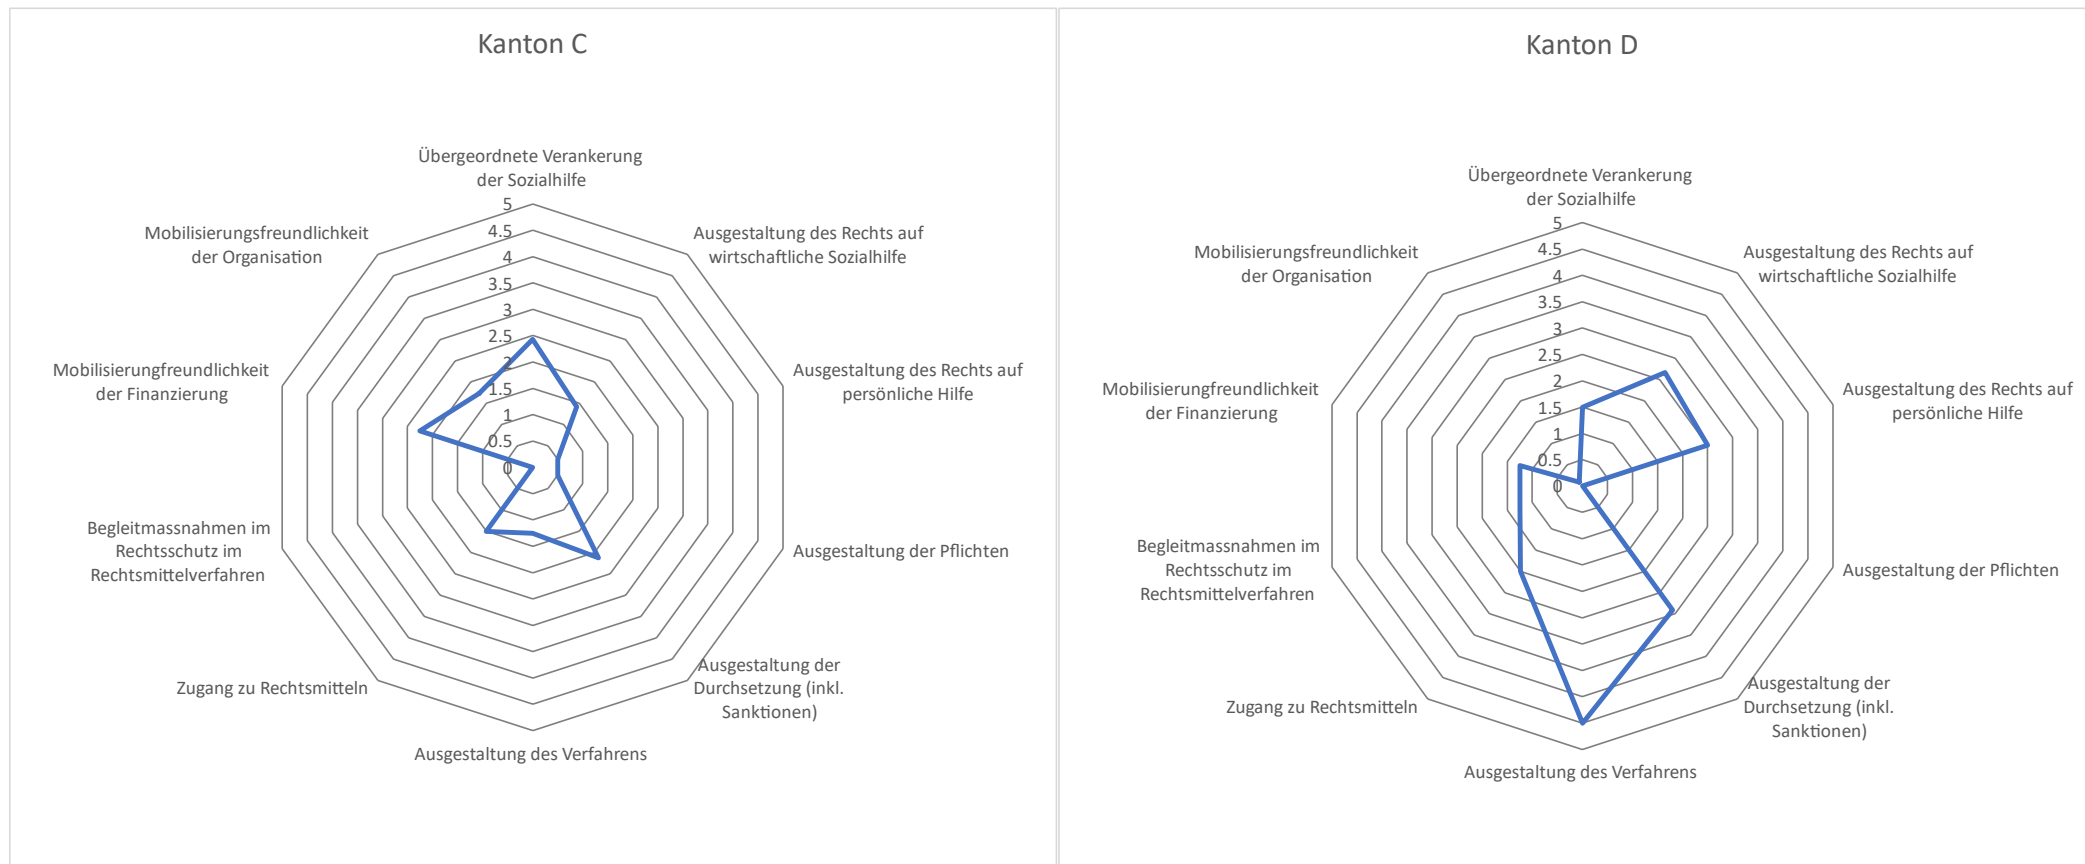 Kanton C
Übergeordnete Verankerung
der Sozialhilfe
Ausgestaltung des Rechts auf
wirtschaftliche Sozialhilfe
Ausgestaltung des Rechts auf
persönliche Hilfe
Ausgestaltung der Pflichten
Ausgestaltung der
Durchsetzung (inkl.
Sanktionen)
Ausgestaltung des Verfahrens
Zugang zu Rechtsmitteln
Begleitmassnahmen im
Rechtsschutz im
Rechtsmittelverfahren
Mobilisierungfreundlichkeit
der Finanzierung
Mobilisierungsfreundlichkeit
der Organisation
5
4.5
4
3.5
3
2.5
2
1.5
1
0.5
0
Kanton D
Übergeordnete Verankerung
der Sozialhilfe
Ausgestaltung des Rechts auf
wirtschaftliche Sozialhilfe
Ausgestaltung des Rechts auf
persönliche Hilfe
Ausgestaltung der Pflichten
Ausgestaltung der
Durchsetzung (inkl.
Sanktionen)
Ausgestaltung des Verfahrens
Zugang zu Rechtsmitteln
Begleitmassnahmen im
Rechtsschutz im
Rechtsmittelverfahren
Mobilisierungfreundlichkeit
der Finanzierung
Mobilisierungsfreundlichkeit
der Organisation
5
4.5
4
3.5
3
2.5
2
1.5
1
0.5
0